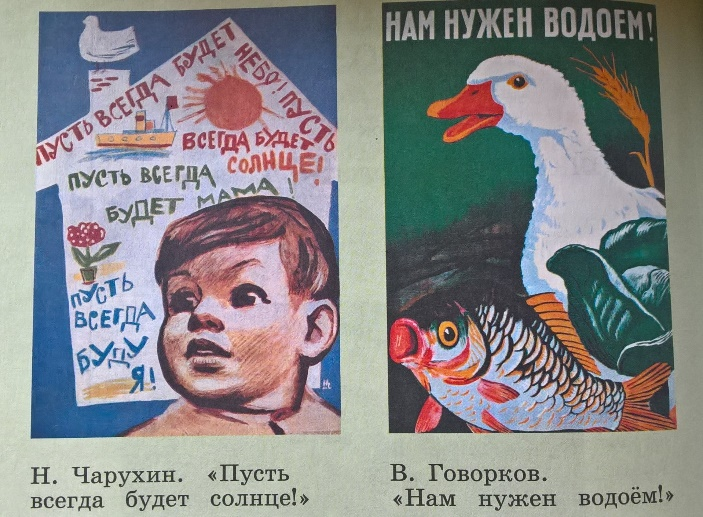 ПУСТЬ ВСЕГДА БУДЕТ НЕБО!
ПУСТЬ
ВСЕГДА БУДЕТ
СОЛНЦЕ!
ПУСТЬ ВСЕГДА
БУДЕТ МАМА!
ПУСТЬ
ВСЕГДА
БУДУ
Я!
НАМ НУЖЕН ВОДОЕМ!
Н. Чарухин. «Пусть
всегда будет солнце!»
В. Говорков.
«Нам нужен водоём!»